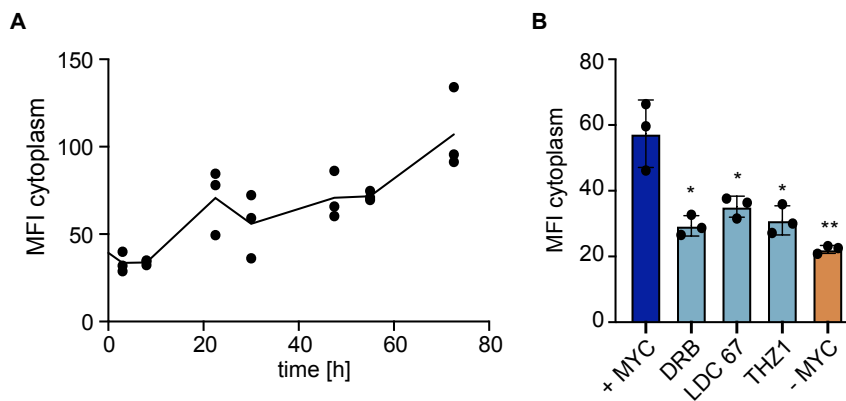 A
MFI cytoplasm
150
100
50
0
0 20 40 60 80
time [h]
B
MFI cytoplasm
80
60
40
20
0
* * * **
+ MYC
DRB
LDC 67
THZ1
- MYC